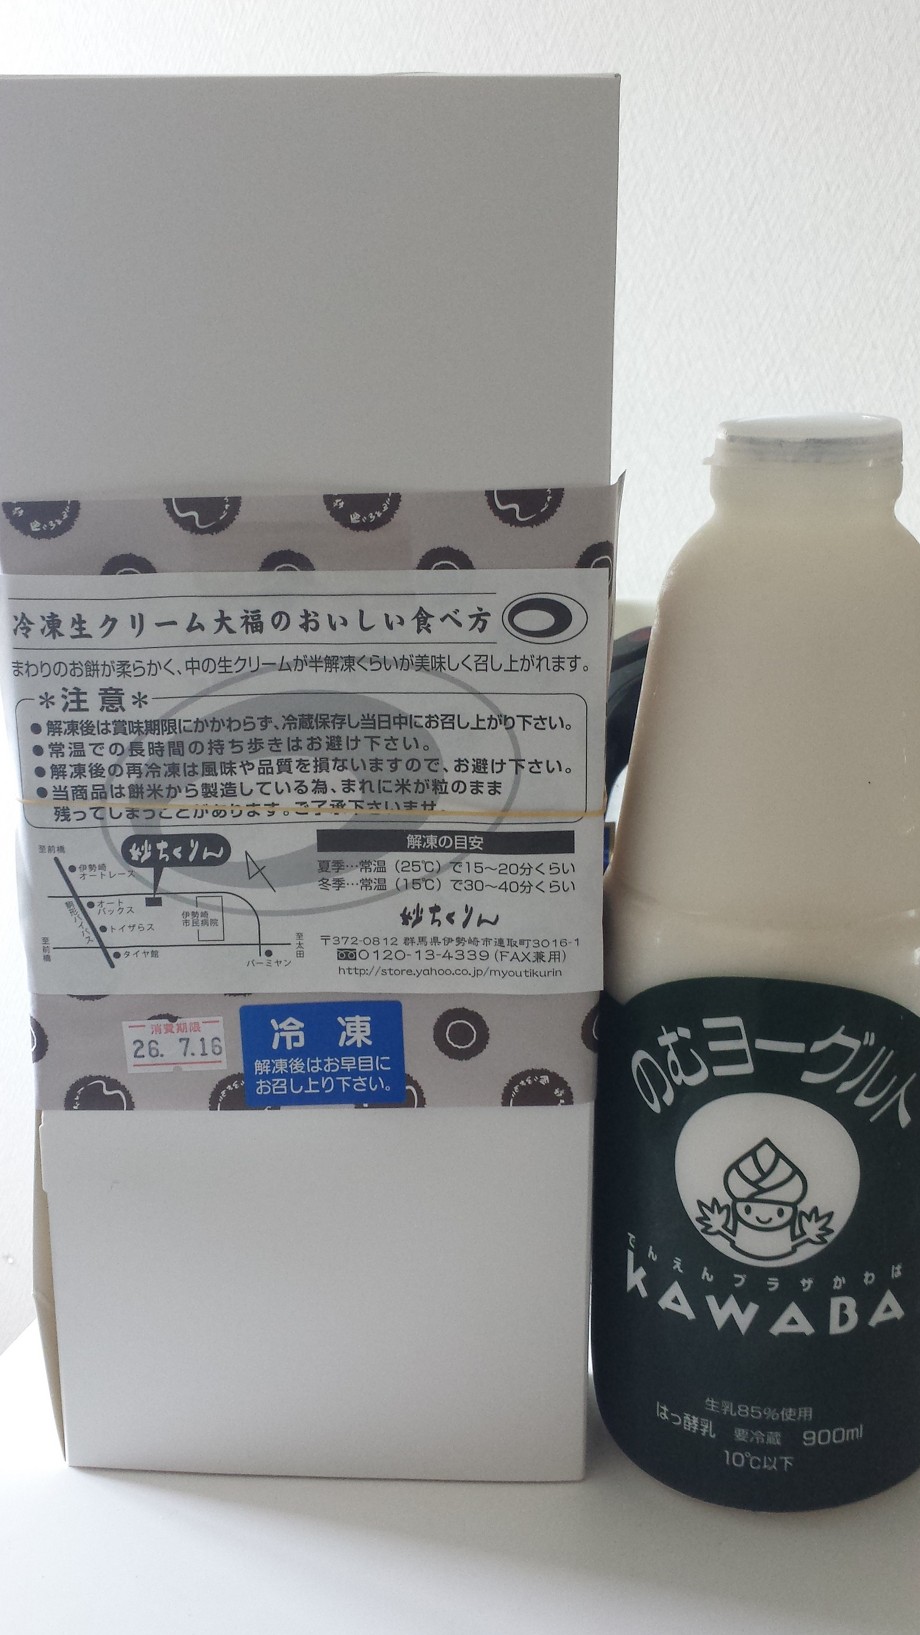 冷凍生クリーム大福のおいしい食べ方
まわりのお餅が柔らかく、中の生クリームが半解凍くらいが美味しく召し上がれます。
＊注意＊
●解凍後は賞味期限にかかわらず、冷蔵保存し当日中にお召し上がり下さい。
●常温での長時間の持ち歩きはお避け下さい。
●解凍後の再冷凍は風味や品質を損ないますので、お避け下さい。
●当商品は餅米から製造している為、まれに米が粒のまま
残ってしまうことがあります。ご了承下さいませ。
至前橋
妙ちくりん
伊勢崎
オートレース
オート
バックス
駒形バイパス
トイザらス
伊勢崎
市民病院
至前橋
タイヤ館
至太田
バーミヤン
解凍の目安
夏季…常温（25℃）で15～20分くらい
冬季…常温（15℃）で30～40分くらい
妙ちくりん
〒372-0812 群馬県伊勢崎市連取町3016-1
0120-13-4339（FAX兼用）
http://store.yahoo.co.jp/myoutikurin
消費期限
26. 7.16
冷凍
解凍後はお早目に
お召し上り下さい。
のむヨーグルト
でんえんプラザかわば
KAWABA
生乳85%使用
はっ酵乳 要冷蔵 900ml
10℃以下